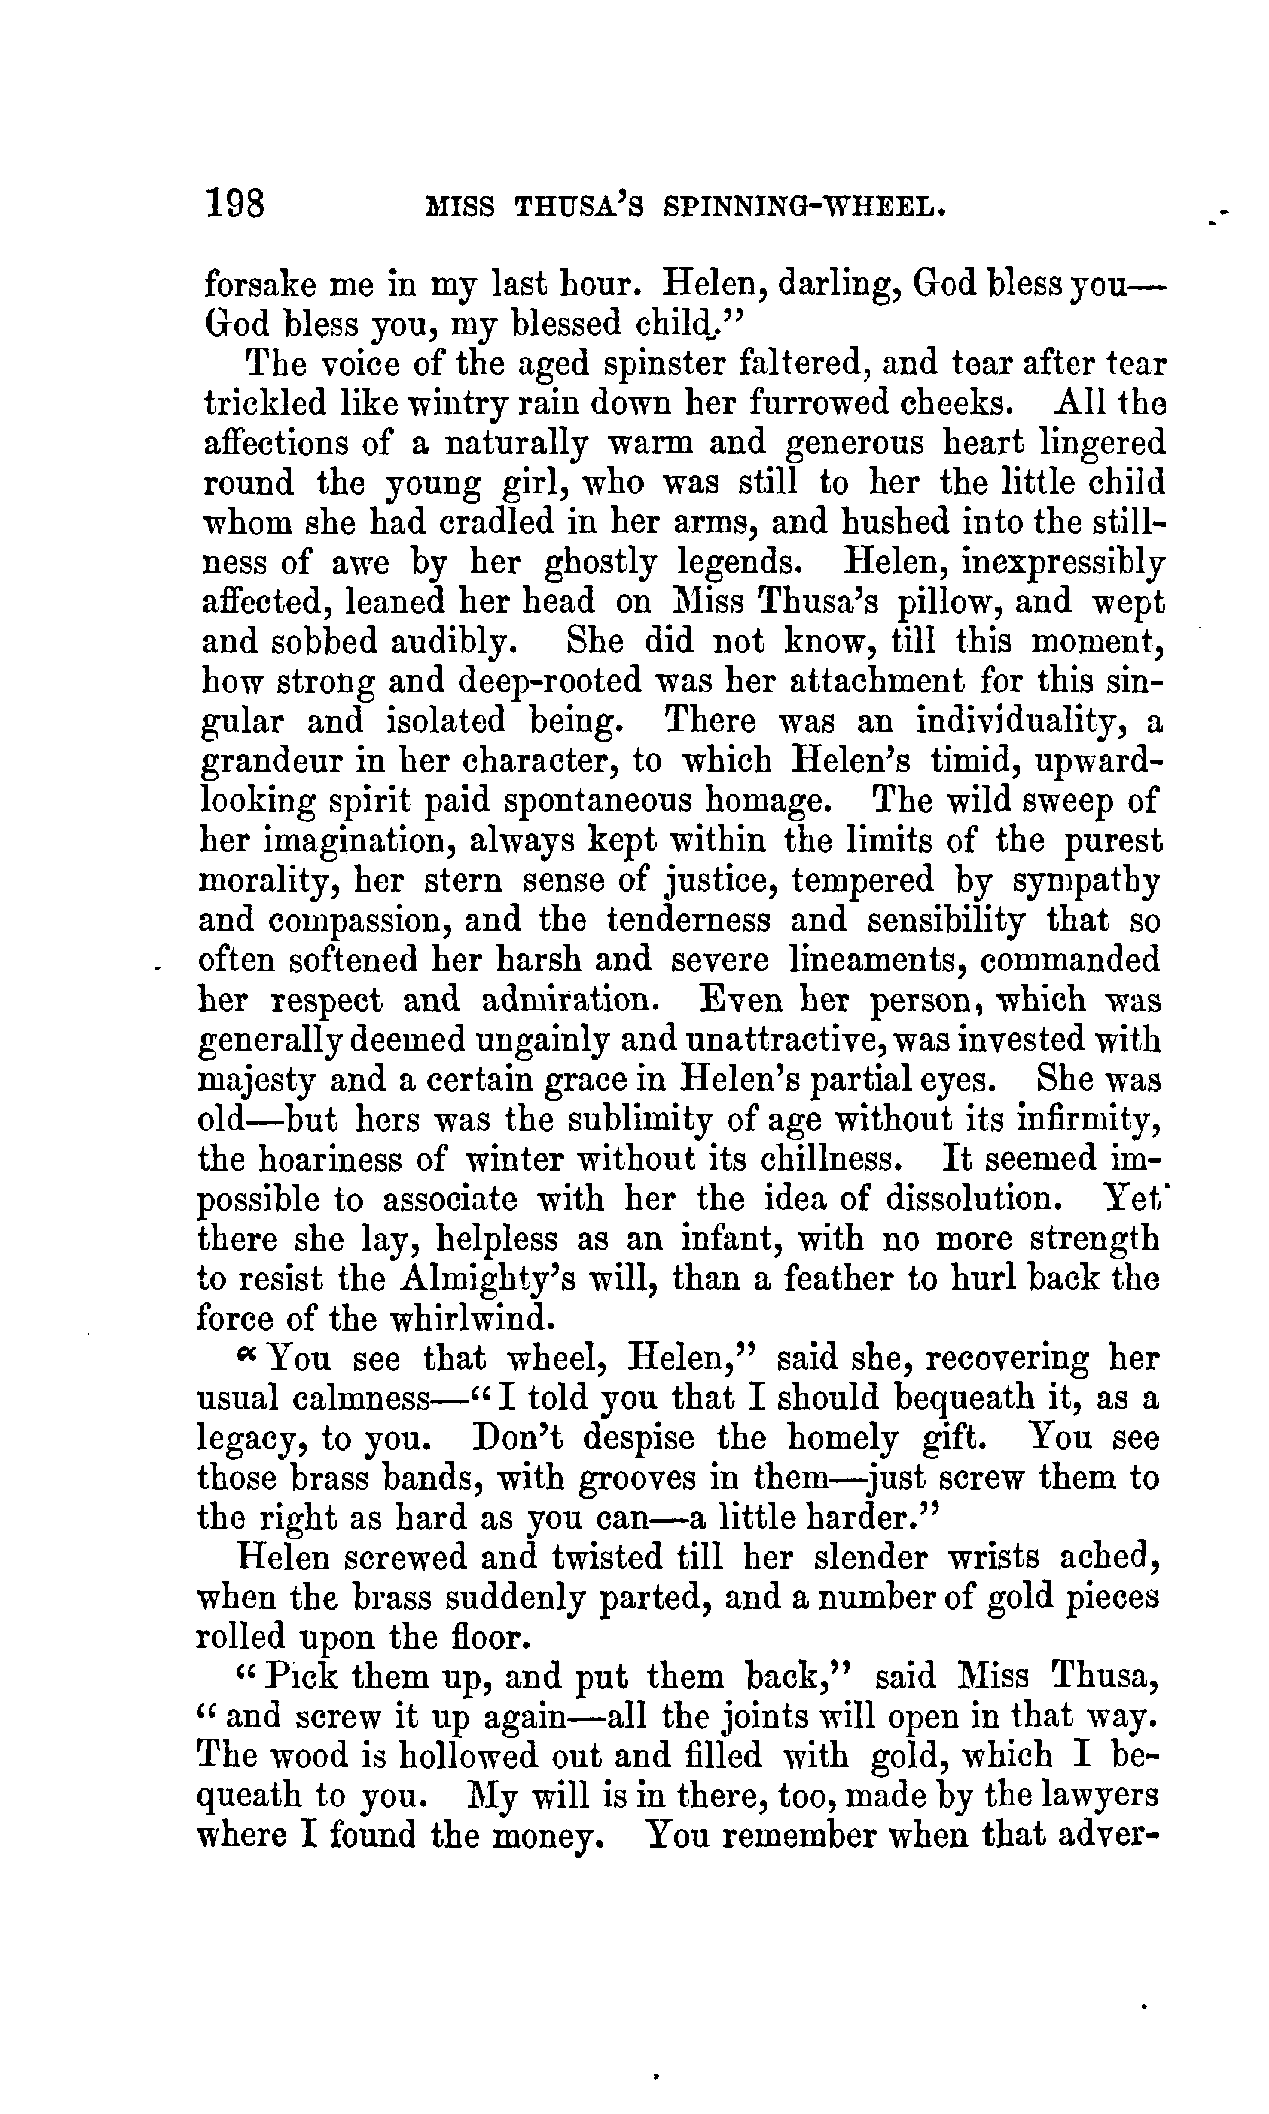 198 MISS THUSA'S SPINNING-WHEEL.
forsake me in my last hour. Helen, darling, God bless you—
God bless you, my blessed child."
The voice of the aged spinster faltered, and tear after tear
trickled like wintry rain down her furrowed cheeks. All the
affections of a naturally warm and generous heart lingered
round the young girl, who was still to her the little child
whom she had cradled in her arms, and hushed into the still-
ness of awe by her ghostly legends. Helen, inexpressibly
affected, leaned her head on Miss Thusa's pillow, and wept
and sobbed audibly. She did not know, till this moment,
how strong and deep-rooted was her attachment for this sin-
gular and isolated being. There was an individuality, a
grandeur in her character, to which Helen's timid, upward-
looking spirit paid spontaneous homage. The wild sweep of
her imagination, always kept within the limits of the purest
morality, her stern sense of justice, tempered by sympathy
and compassion, and the tenderness and sensibility that so
often softened her harsh and severe lineaments, commanded
her respect and admiration. Even her person, which was
generally deemed ungainly and unattractive, was invested with
majesty and a certain grace in Helen's partial eyes. She was
old—but hers was the sublimity of age without its infirmity,
the hoariness of winter without its chillness. It seemed im-
possible to associate with her the idea of dissolution. Yet
there she lay, helpless as an infant, with no more strength
to resist the Almighty's will, than a feather to hurl back the
force of the whirlwind.
"You see that wheel, Helen," said she, recovering her
usual calmness—"I told you that I should bequeath it, as a
legacy, to you. Don't despise the homely gift. You see
those brass bands, with grooves in them—just screw them to
the right as hard as you can—a little harder."
Helen screwed and twisted till her slender wrists ached,
when the brass suddenly parted, and a number of gold pieces
rolled upon the floor.
"Pick them up, and put them back," said Miss Thusa,
"and screw it up again—all the joints will open in that way.
The wood is hollowed out and filled with gold, which I be-
queath to you. My will is in there, too, made by the lawyers
where I found the money. You remember when that adver-